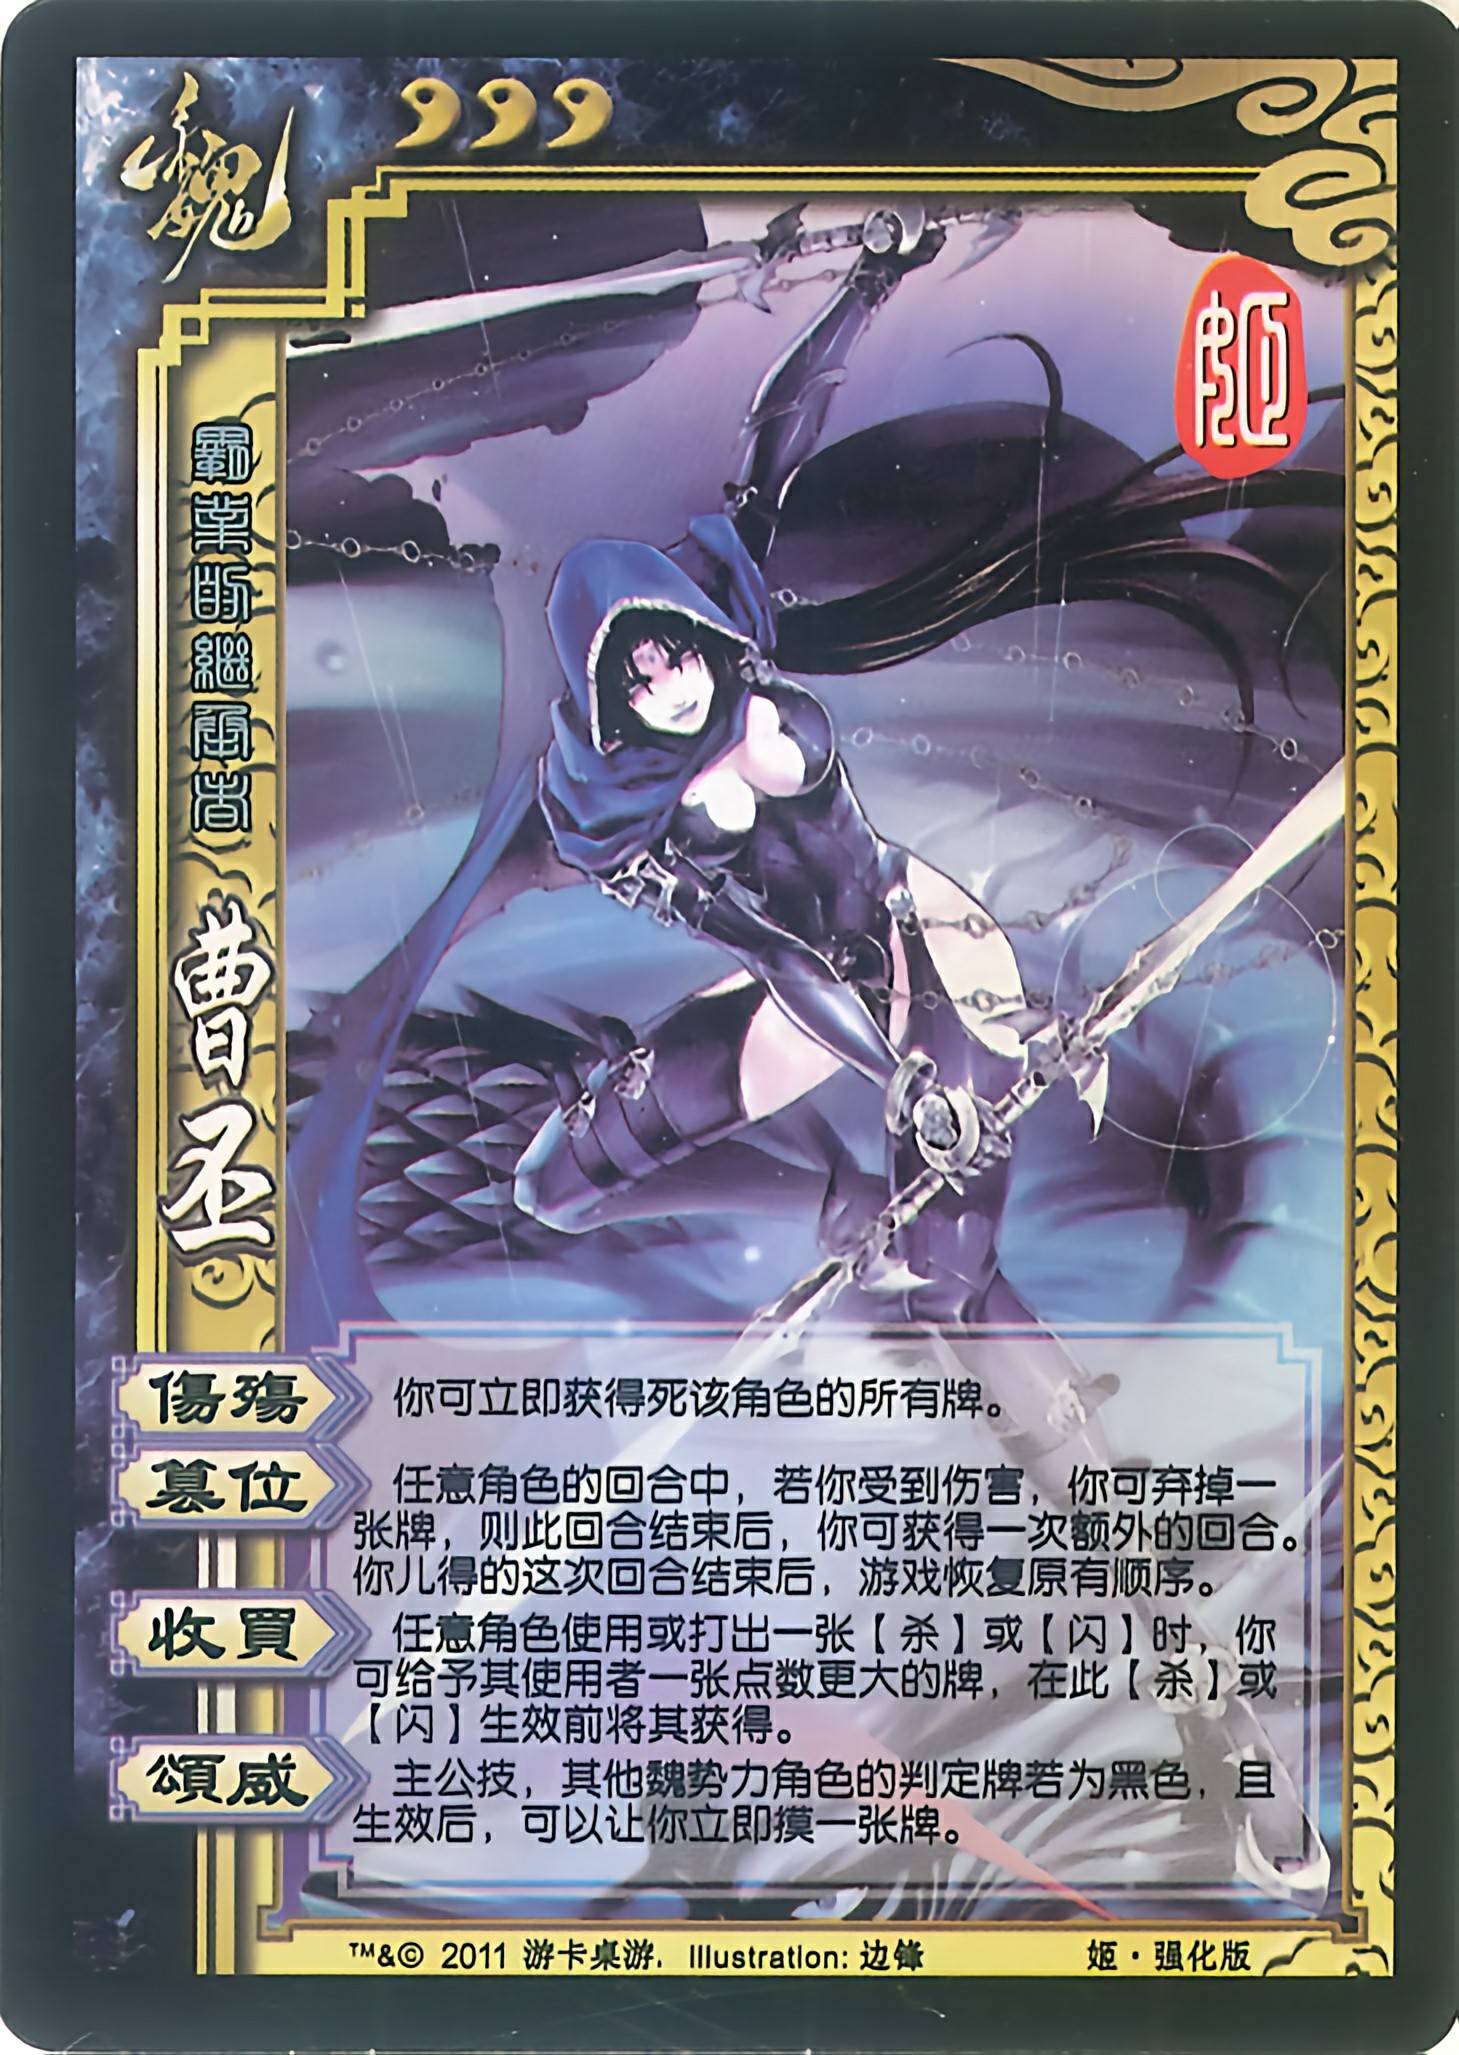 魏
姬
霸業的繼承者
曹丕
傷殤
你可立即获得死该角色的所有牌。
篡位
任意角色的回合中，若你受到伤害，你可弃掉一
张牌，则此回合结束后，你可获得一次额外的回合。
你儿得的这次回合结束后，游戏恢复原有顺序。
收買
任意角色使用或打出一张【杀】或【闪】时，你
可给予其使用者一张点数更大的牌，在此【杀】或
【闪】生效前将其获得。
頌威
主公技，其他魏势力角色的判定牌若为黑色，且
生效后，可以让你立即摸一张牌。
™&© 2011 游卡桌游. Illustration: 边锋
姬·强化版